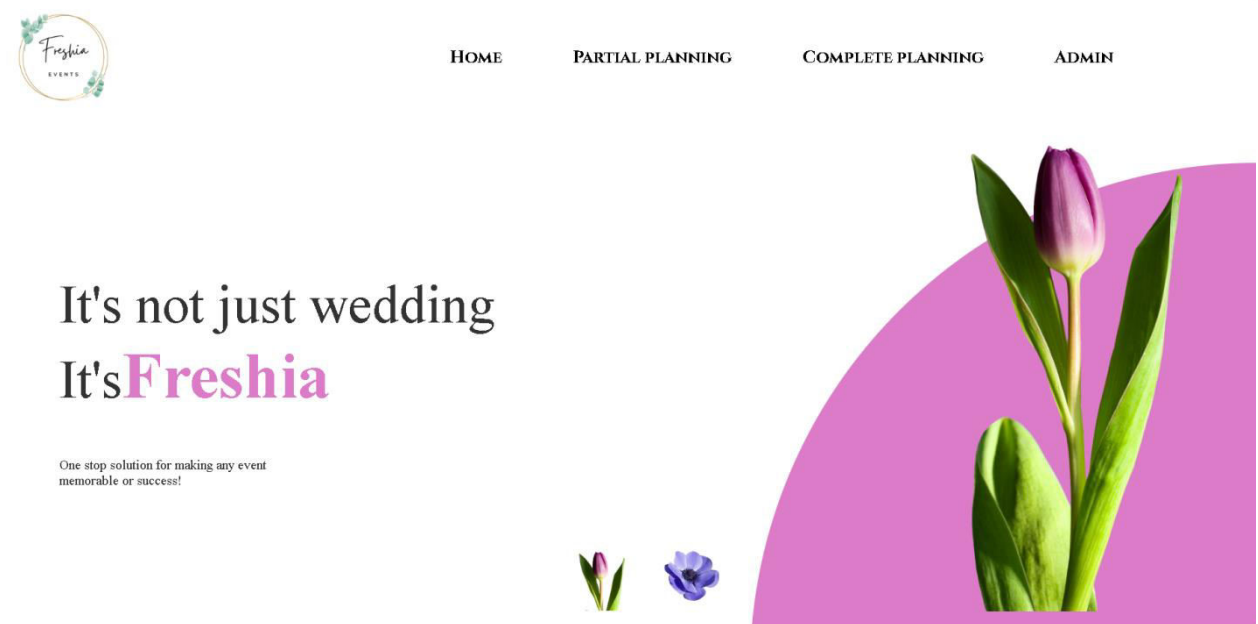 Freshia
EVENTS
HOME PARTIAL PLANNING COMPLETE PLANNING ADMIN
It's not just wedding
It'sFreshia
One stop solution for making any event
memorable or success!